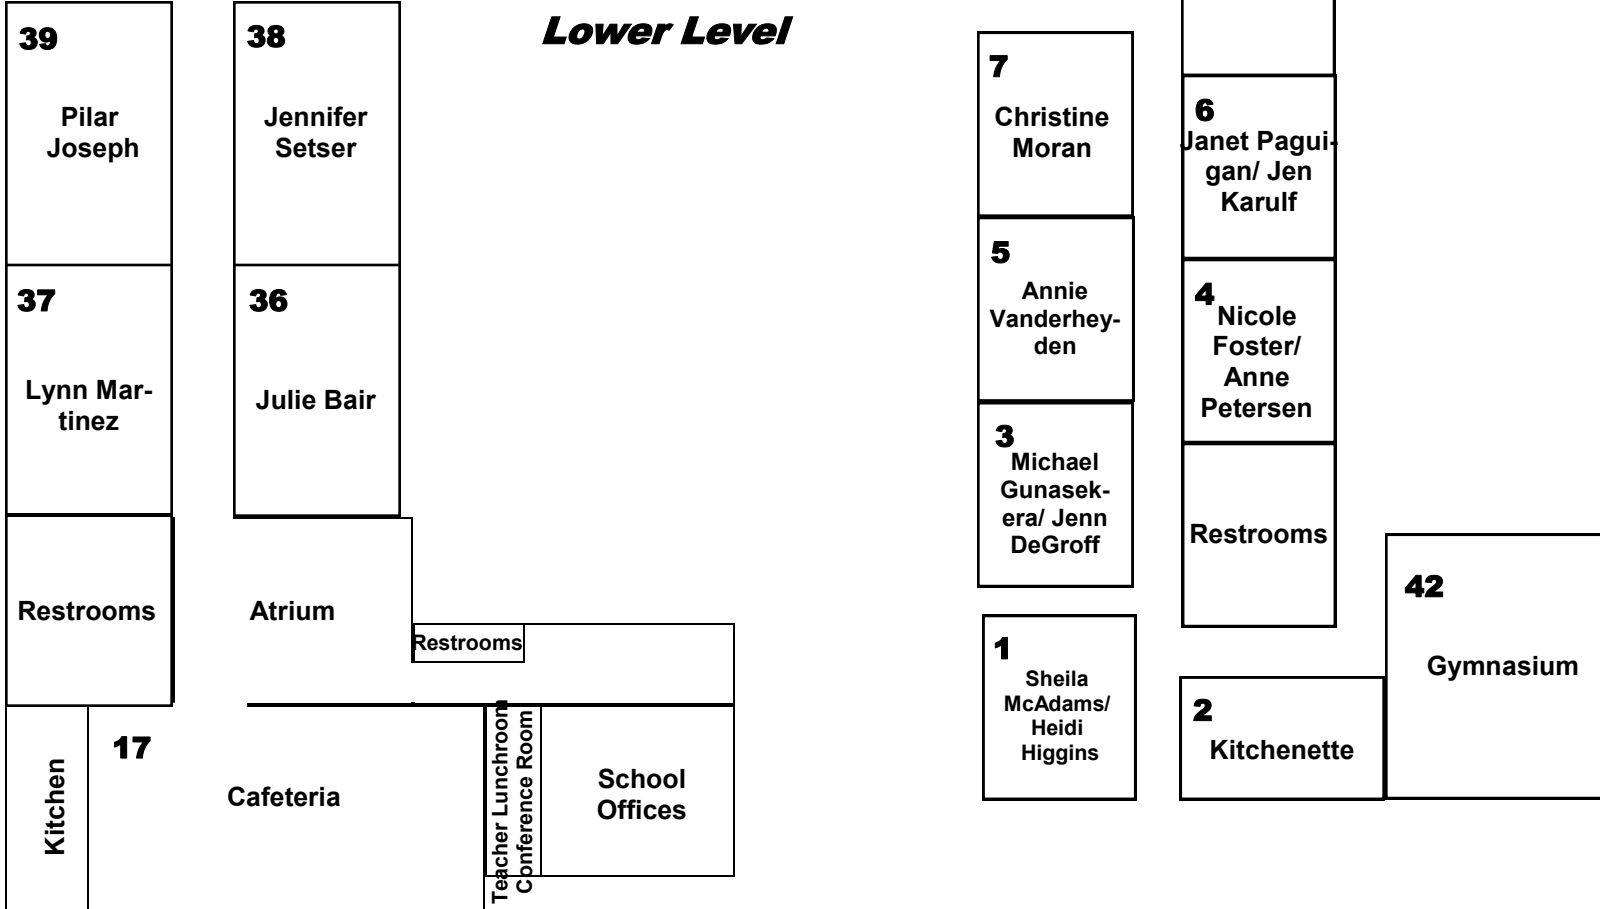 Lower Level
39
Pilar
Joseph
38
Jennifer
Setser
37
Lynn Mar-
tinez
36
Julie Bair
Restrooms
Atrium
Restrooms
Kitchen
17
Cafeteria
Teacher Lunchroom
Conference Room
School
Offices
7
Christine
Moran
6
Janet Pagui-
gan/ Jen
Karulf
5
Annie
Vanderhey-
den
4
Nicole
Foster/
Anne
Petersen
3
Michael
Gunasek-
era/ Jenn
DeGroff
Restrooms
1
Sheila
McAdams/
Heidi
Higgins
2
Kitchenette
42
Gymnasium